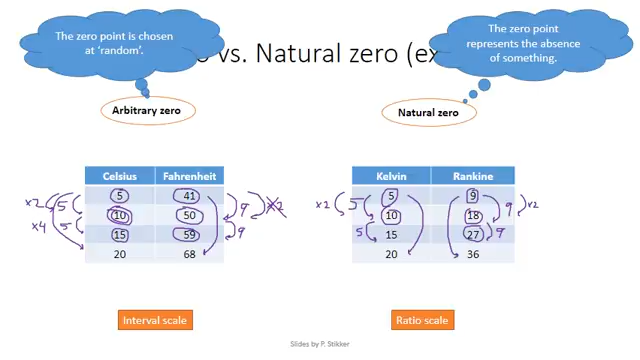 The zero point is chosen
at 'random'.
The zero point
represents the absence
of something.
vs. Natural zero (ex
Arbitrary zero
Natural zero
Celsius Fahrenheit
5 41
10 50
15 59
20 68
x2 5 9 x2
x4 5 9
Kelvin Rankine
5 9
10 18
15 27
20 36
x2 5 9 x2
5 9
Interval scale
Ratio scale
Slides by P. Stikker